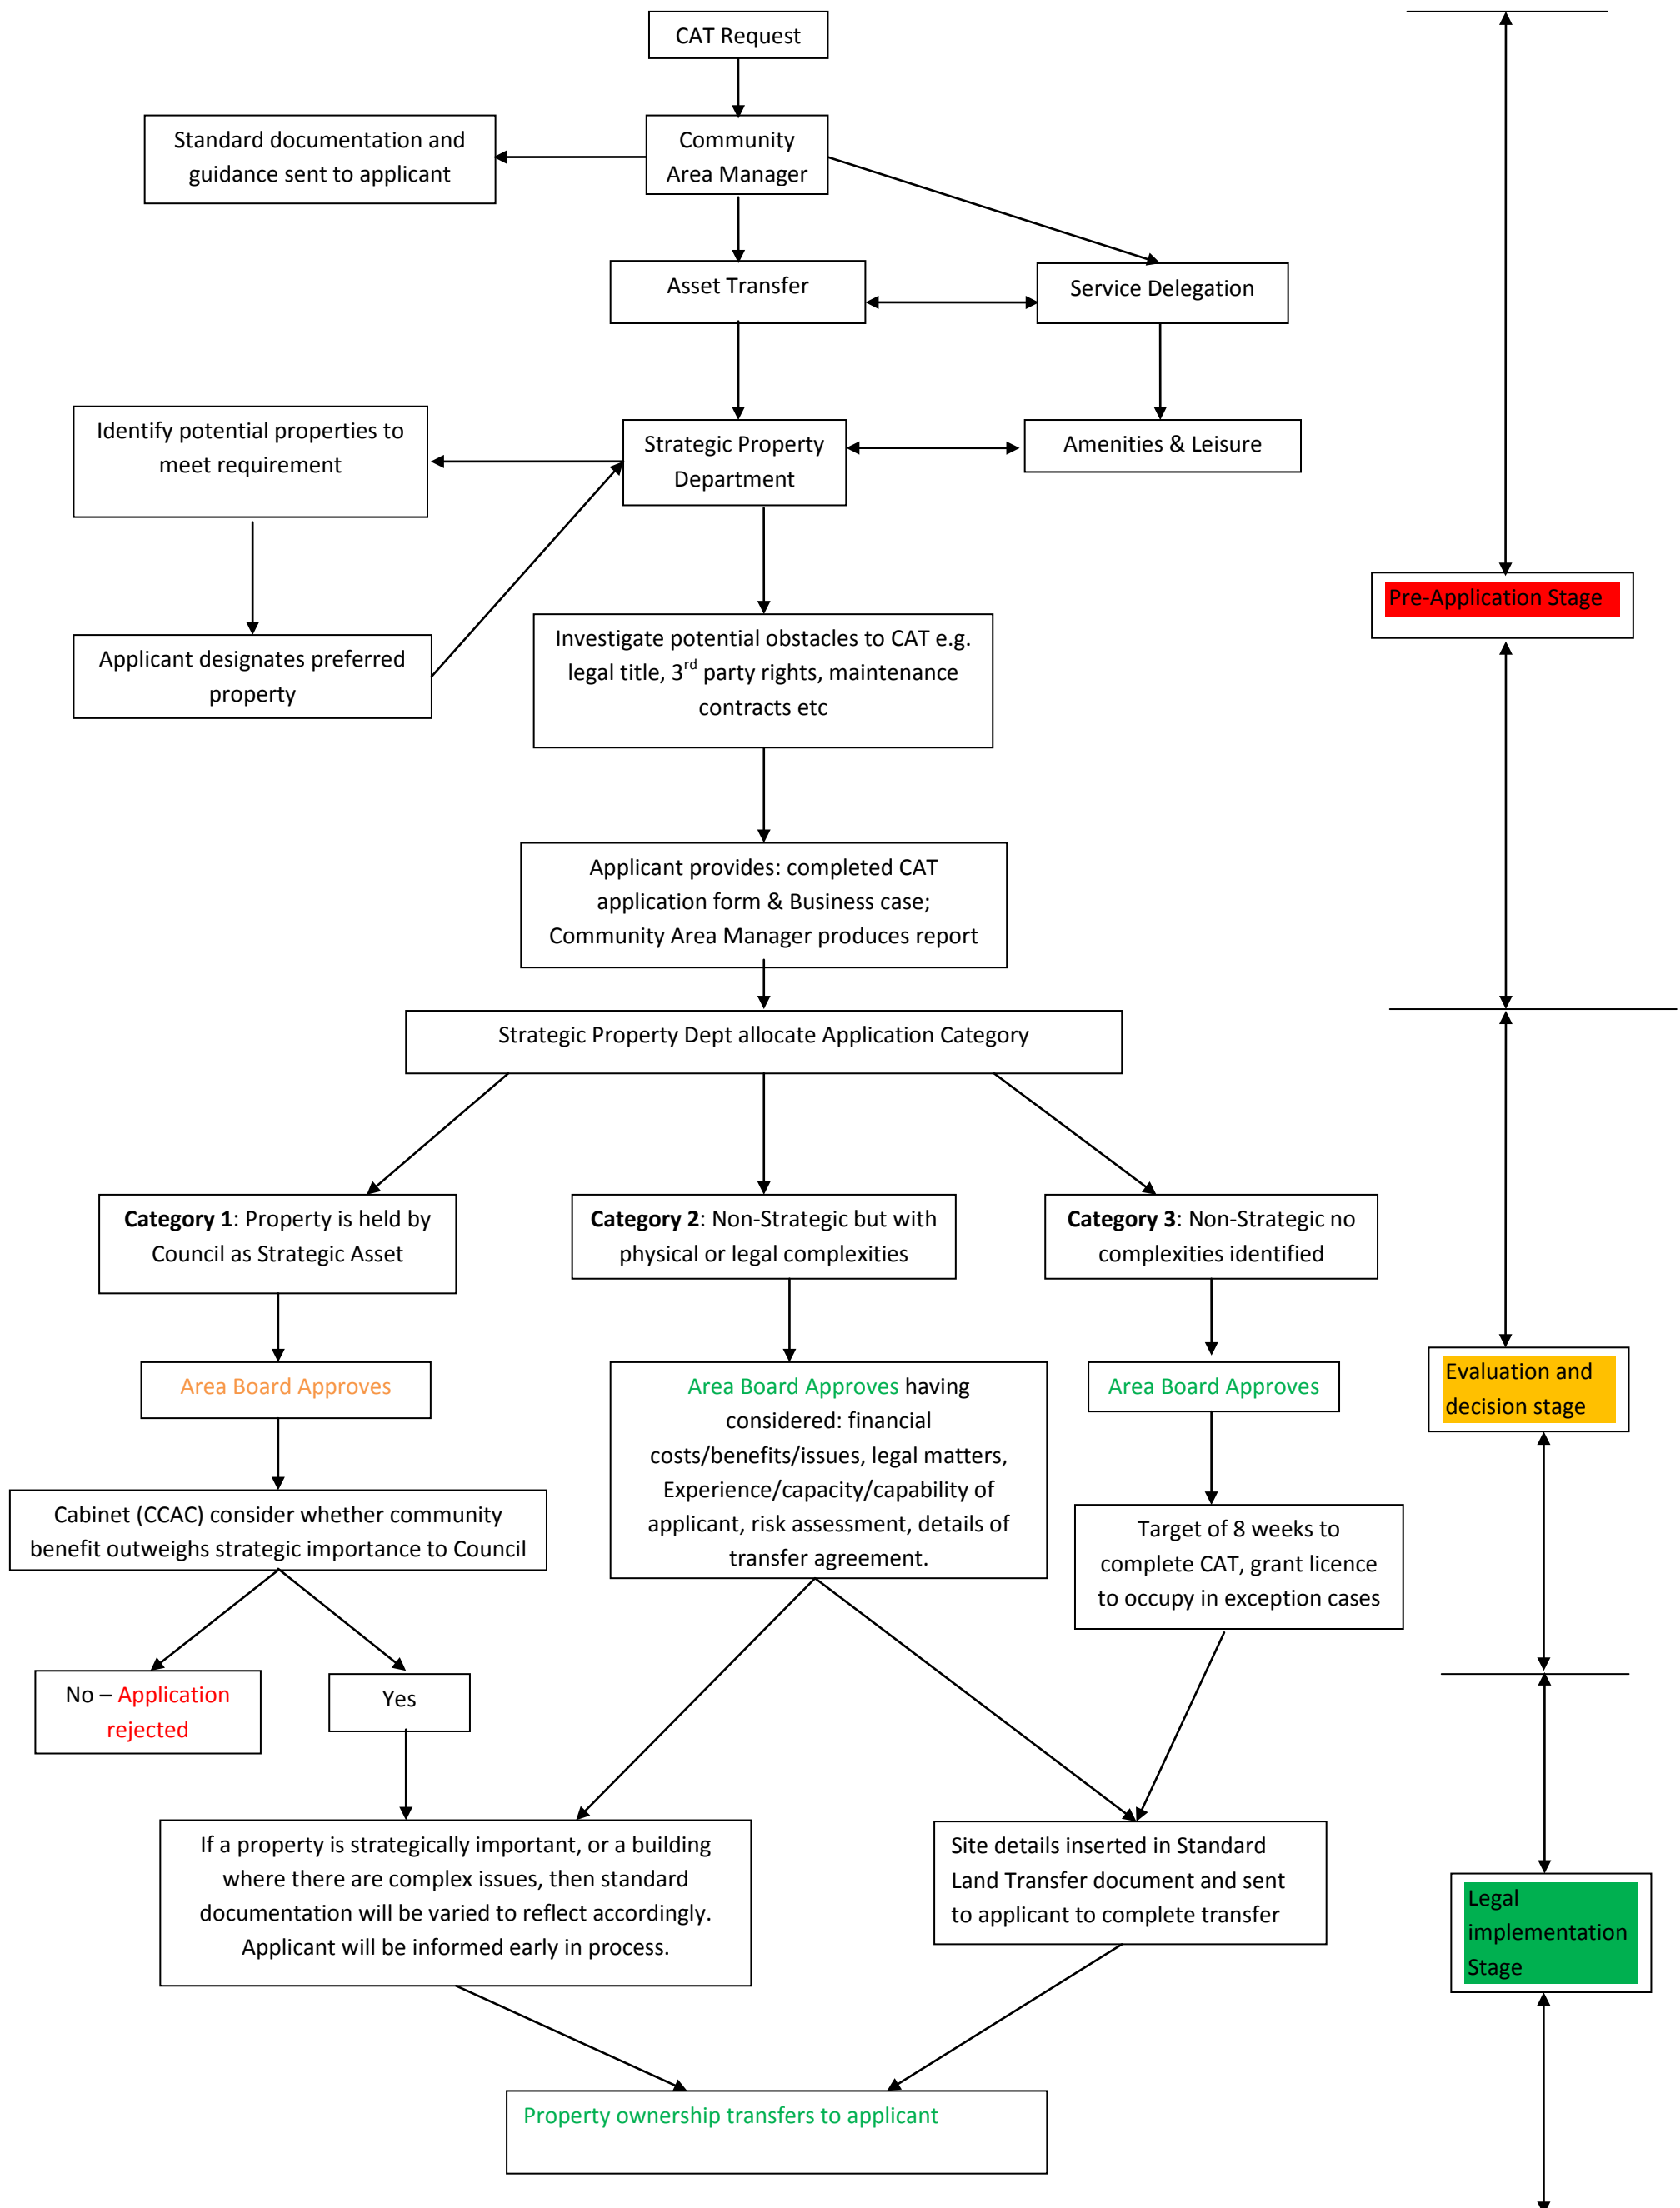 CAT Request
Standard documentation and
guidance sent to applicant
Community
Area Manager
Asset Transfer
Service Delegation
Identify potential properties to
meet requirement
Strategic Property
Department
Amenities & Leisure
Pre-Application Stage
Applicant designates preferred
property
Investigate potential obstacles to CAT e.g.
legal title, 3rd party rights, maintenance
contracts etc
Applicant provides: completed CAT
application form & Business case;
Community Area Manager produces report
Strategic Property Dept allocate Application Category
Category 1: Property is held by
Council as Strategic Asset
Category 2: Non-Strategic but with
physical or legal complexities
Category 3: Non-Strategic no
complexities identified
Area Board Approves
Area Board Approves having
considered: financial
costs/benefits/issues, legal matters,
Experience/capacity/capability of
applicant, risk assessment, details of
transfer agreement.
Area Board Approves
Evaluation and
decision stage
Cabinet (CCAC) consider whether community
benefit outweighs strategic importance to Council
Target of 8 weeks to
complete CAT, grant licence
to occupy in exception cases
No – Application
rejected
Yes
If a property is strategically important, or a building
where there are complex issues, then standard
documentation will be varied to reflect accordingly.
Applicant will be informed early in process.
Site details inserted in Standard
Land Transfer document and sent
to applicant to complete transfer
Legal
implementation
Stage
Property ownership transfers to applicant